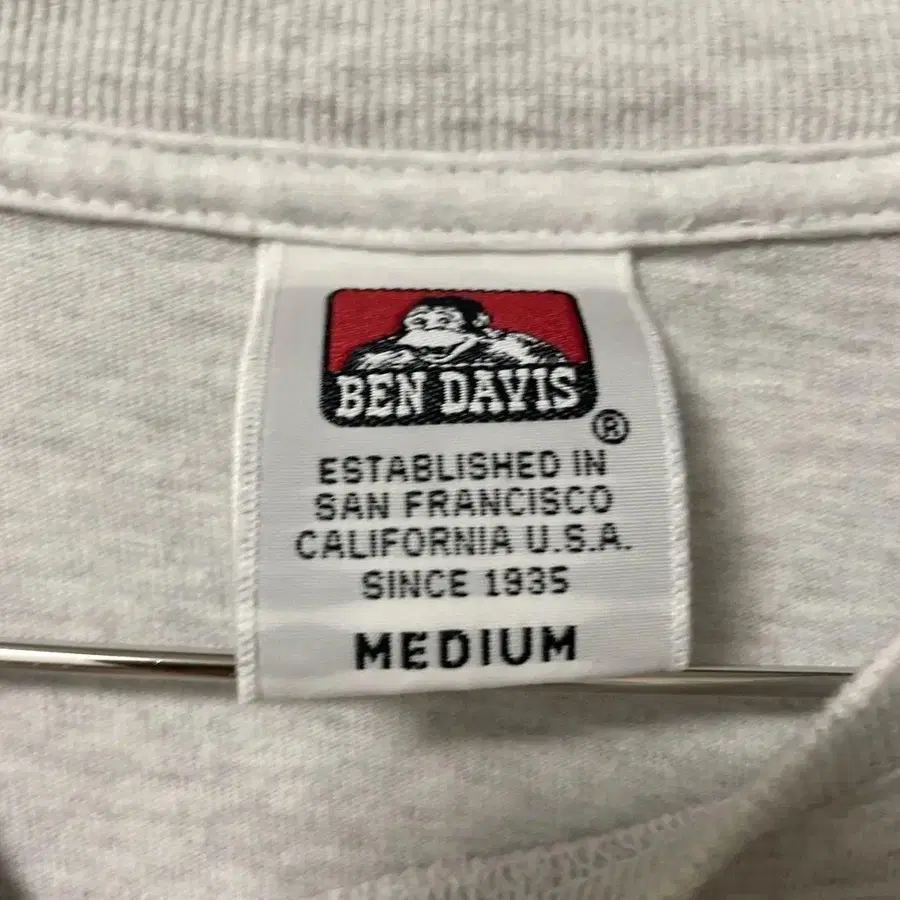 BEN DAVIS
®
ESTABLISHED IN
SAN FRANCISCO
CALIFORNIA U.S.A.
SINCE 1935
MEDIUM